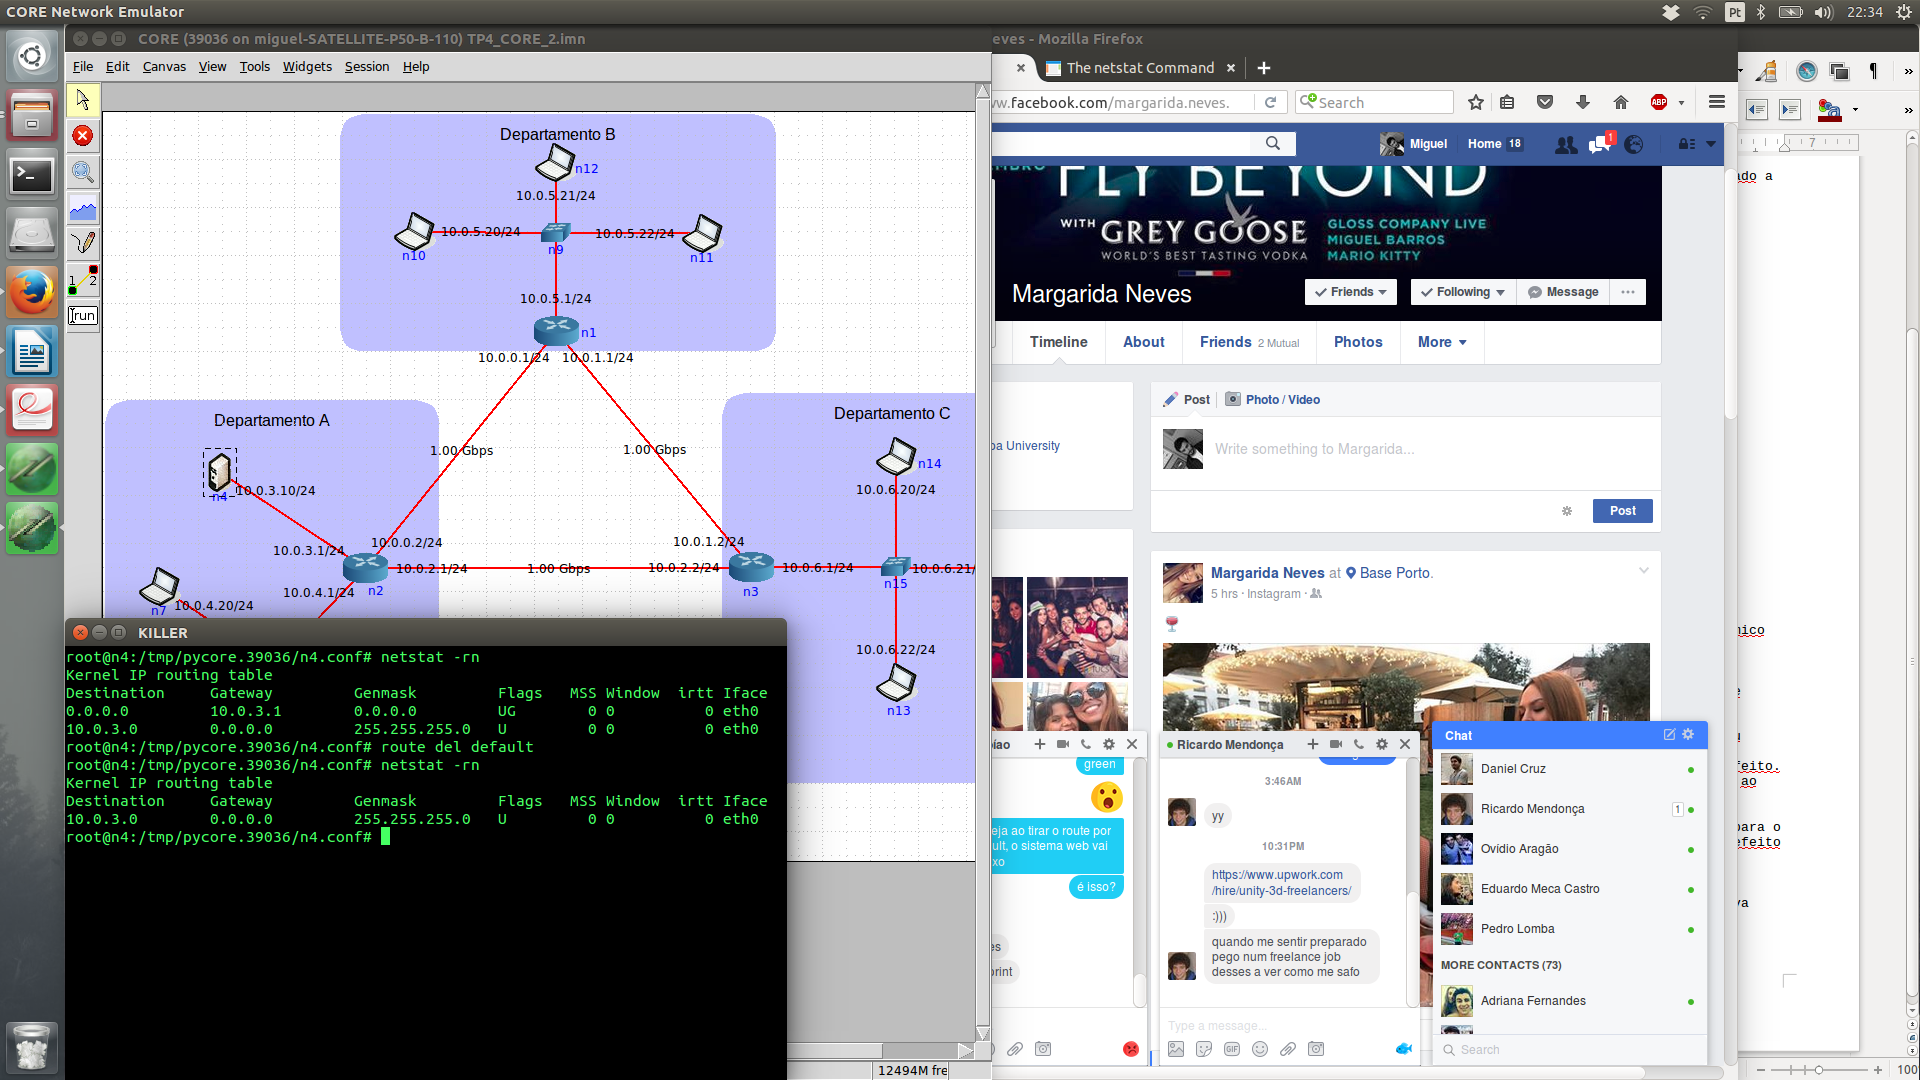 CORE Network Emulator
Pt
22:34
CORE (39036 on miguel-SATELLITE-P50-B-110) TP4_CORE_2.imn
File Edit Canvas View Tools Widgets Session Help
1 2
run
Departamento B
n12
10.0.5.21/24
10.0.5.20/24
n9
10.0.5.22/24
n10
n11
10.0.5.1/24
n1
10.0.0.1/24
10.0.1.1/24
Departamento A
Departamento C
1.00 Gbps
1.00 Gbps
n14
n4
10.0.3.10/24
10.0.6.20/24
10.0.0.2/24
10.0.1.2/24
10.0.3.1/24
10.0.2.1/24
1.00 Gbps
10.0.2.2/24
10.0.6.1/24
10.0.6.21/
n15
n2
n3
10.0.4.1/24
n7
10.0.4.20/24
10.0.6.22/24
n13
12494M fre
KILLER
root@n4:/tmp/pycore.39036/n4.conf# netstat -rn
Kernel IP routing table
Destination Gateway Genmask Flags MSS Window irtt Iface
0.0.0.0 10.0.3.1 0.0.0.0 UG 0 0 0 eth0
10.0.3.0 0.0.0.0 255.255.255.0 U 0 0 0 eth0
root@n4:/tmp/pycore.39036/n4.conf# route del default
root@n4:/tmp/pycore.39036/n4.conf# netstat -rn
Kernel IP routing table
Destination Gateway Genmask Flags MSS Window irtt Iface
10.0.3.0 0.0.0.0 255.255.255.0 U 0 0 0 eth0
root@n4:/tmp/pycore.39036/n4.conf#
eves - Mozilla Firefox
The netstat Command
w.facebook.com/margarida.neves.
Search
ABP
Miguel
Home 18
1
FLY BEYOND
WITH GREY GOOSE
WORLD'S BEST TASTING VODKA
GLOSS COMPANY LIVE
MIGUEL BARROS
MARIO KITTY
Margarida Neves
Friends
Following
Message
Timeline About Friends 2 Mutual Photos More
Post
Photo / Video
Write something to Margarida...
Post
oa University
Margarida Neves at Base Porto.
5 hrs · Instagram ·
green
eja ao tirar o route por
ult, o sistema web vai
xo
é isso?
es
print
Ricardo Mendonça
3:46AM
yy
10:31PM
https://www.upwork.com
/hire/unity-3d-freelancers/
:)))
quando me sentir preparado
pego num freelance job
desses a ver como me safo
Type a message...
GIF
Chat
Daniel Cruz
Ricardo Mendonça 1
Ovídio Aragão
Eduardo Meca Castro
Pedro Lomba
MORE CONTACTS (73)
Adriana Fernandes
Search
7
ado a
nico
feito.
ao
para o
efeito
va
100